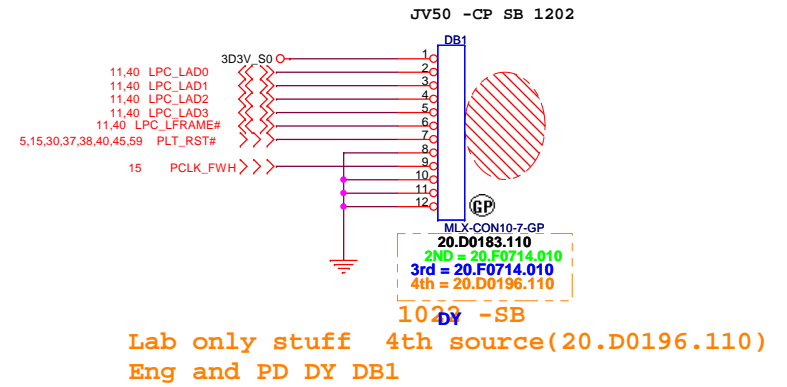 JV50 -CP SB 1202
DB1
3D3V_S0 1
11,40 LPC_LAD0 2
11,40 LPC_LAD1 3
11,40 LPC_LAD2 4
11,40 LPC_LAD3 5
11,40 LPC_LFRAME# 6
5,15,30,37,38,40,45,59 PLT_RST# 7
8
15 PCLK_FWH 9
10
11
12
GP
MLX-CON10-7-GP
20.D0183.110
2ND = 20.F0714.010
3rd = 20.F0714.010
4th = 20.D0196.110
1022 -SB
DY
Lab only stuff 4th source(20.D0196.110)
Eng and PD DY DB1